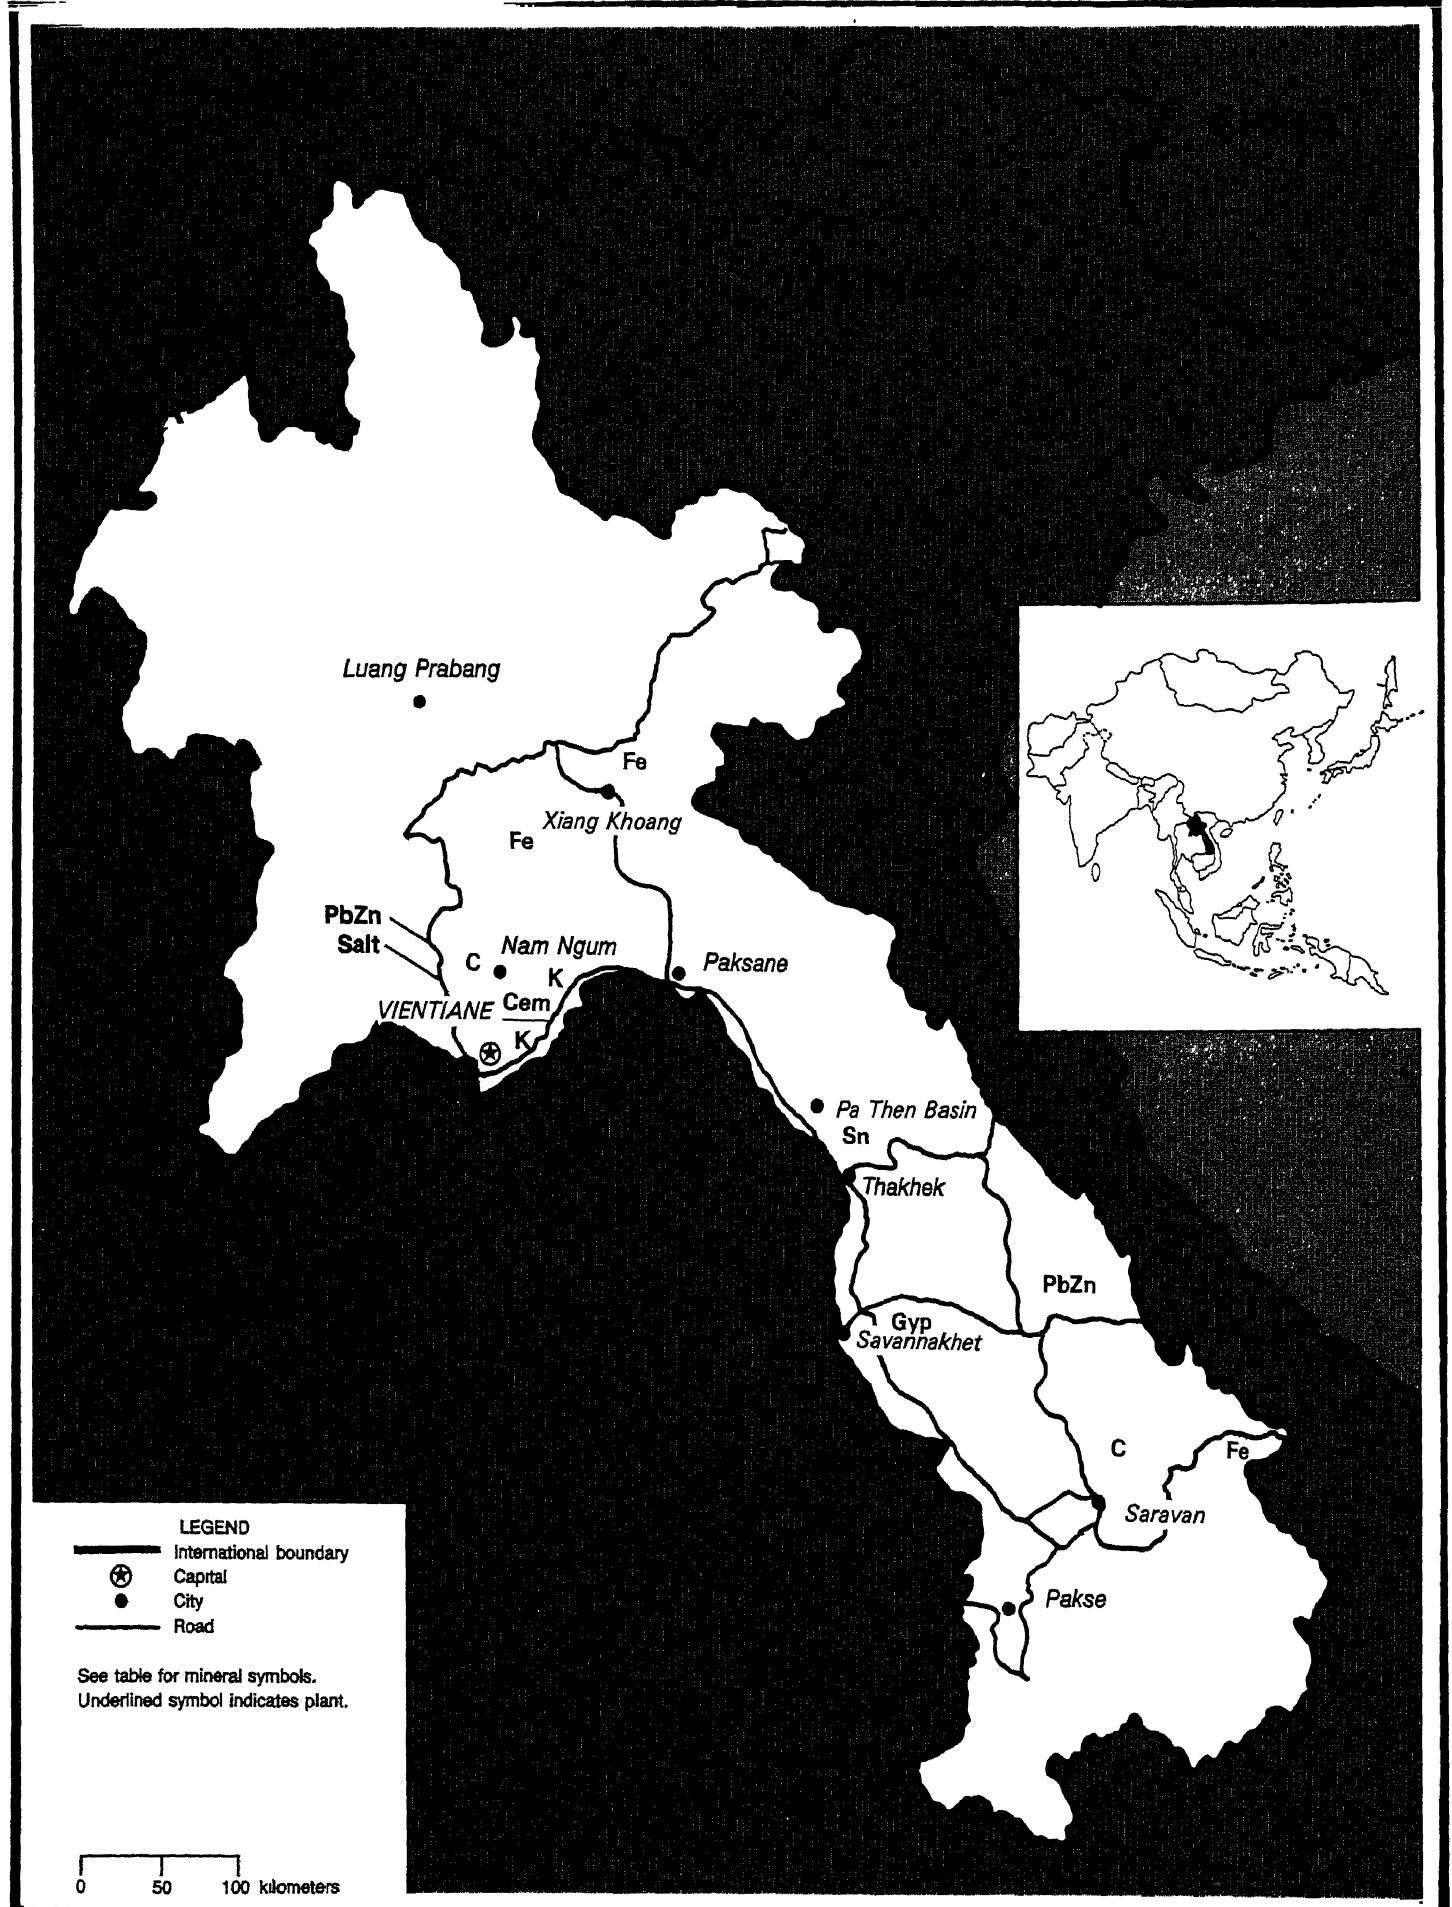 Luang Prabang
Fe
Xiang Khoang
Fe
PbZn
Salt
C
Nam Ngum
K
Paksane
VIENTIANE
Cem
K
Pa Then Basin
Sn
Thakhek
PbZn
Gyp
Savannakhet
C
Fe
Saravan
Pakse
LEGEND
International boundary
Capital
City
Road
See table for mineral symbols.
Underlined symbol indicates plant.
0 50 100 kilometers